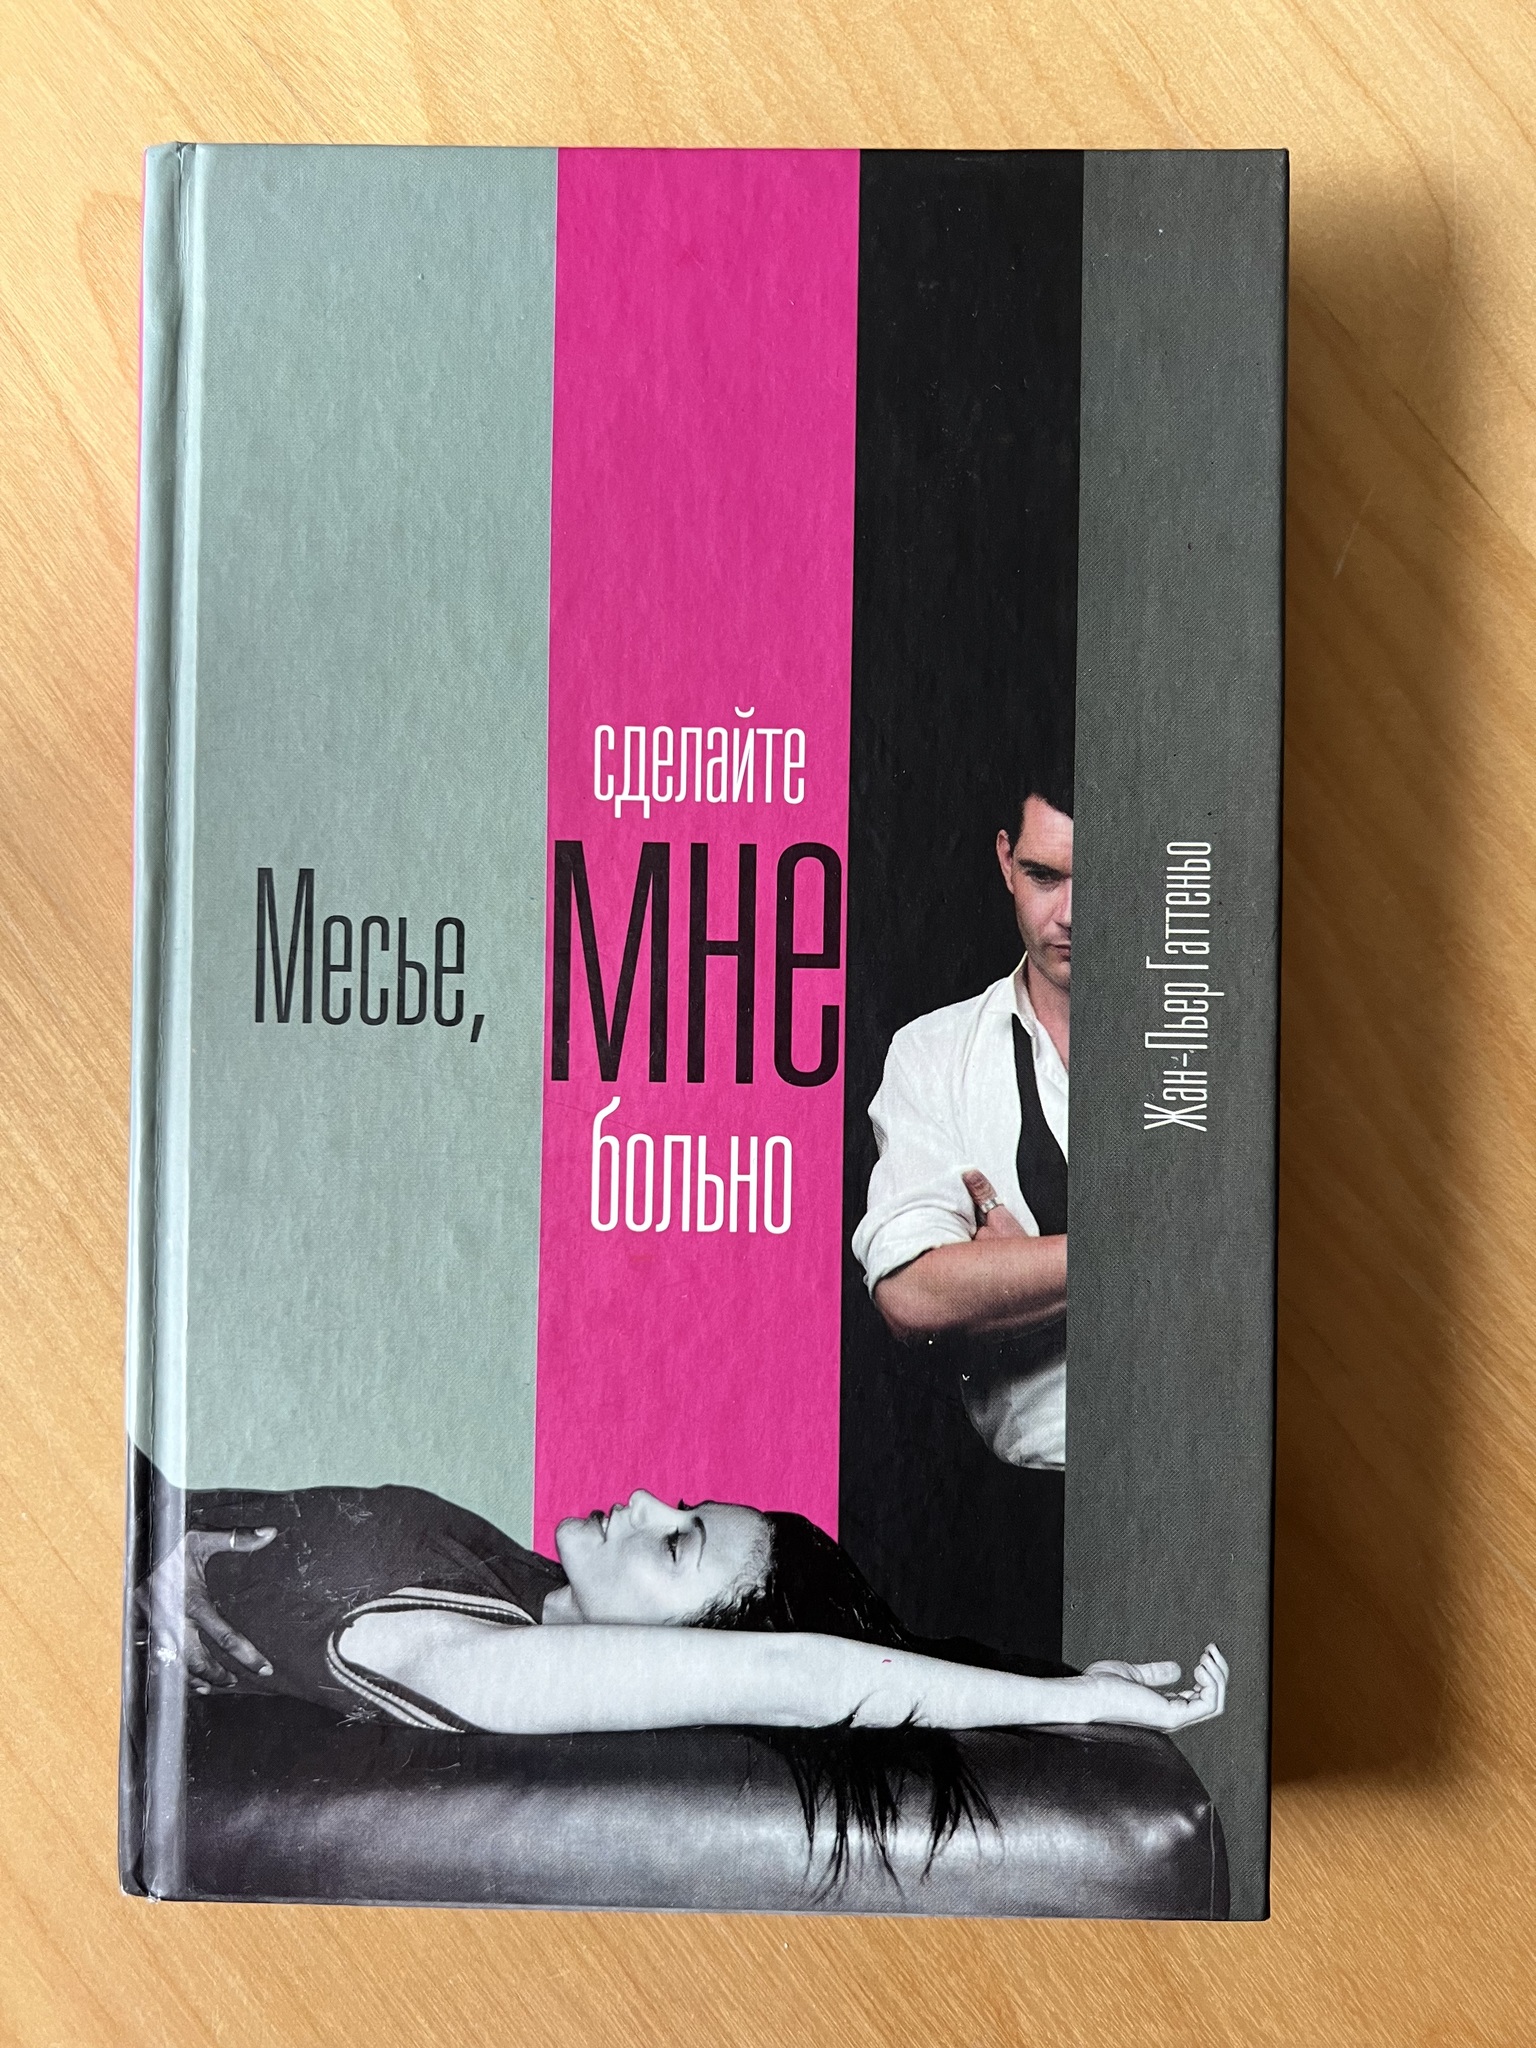 Месье,
сделайте
мне
больно
Жан-Пьер Гаттеньо